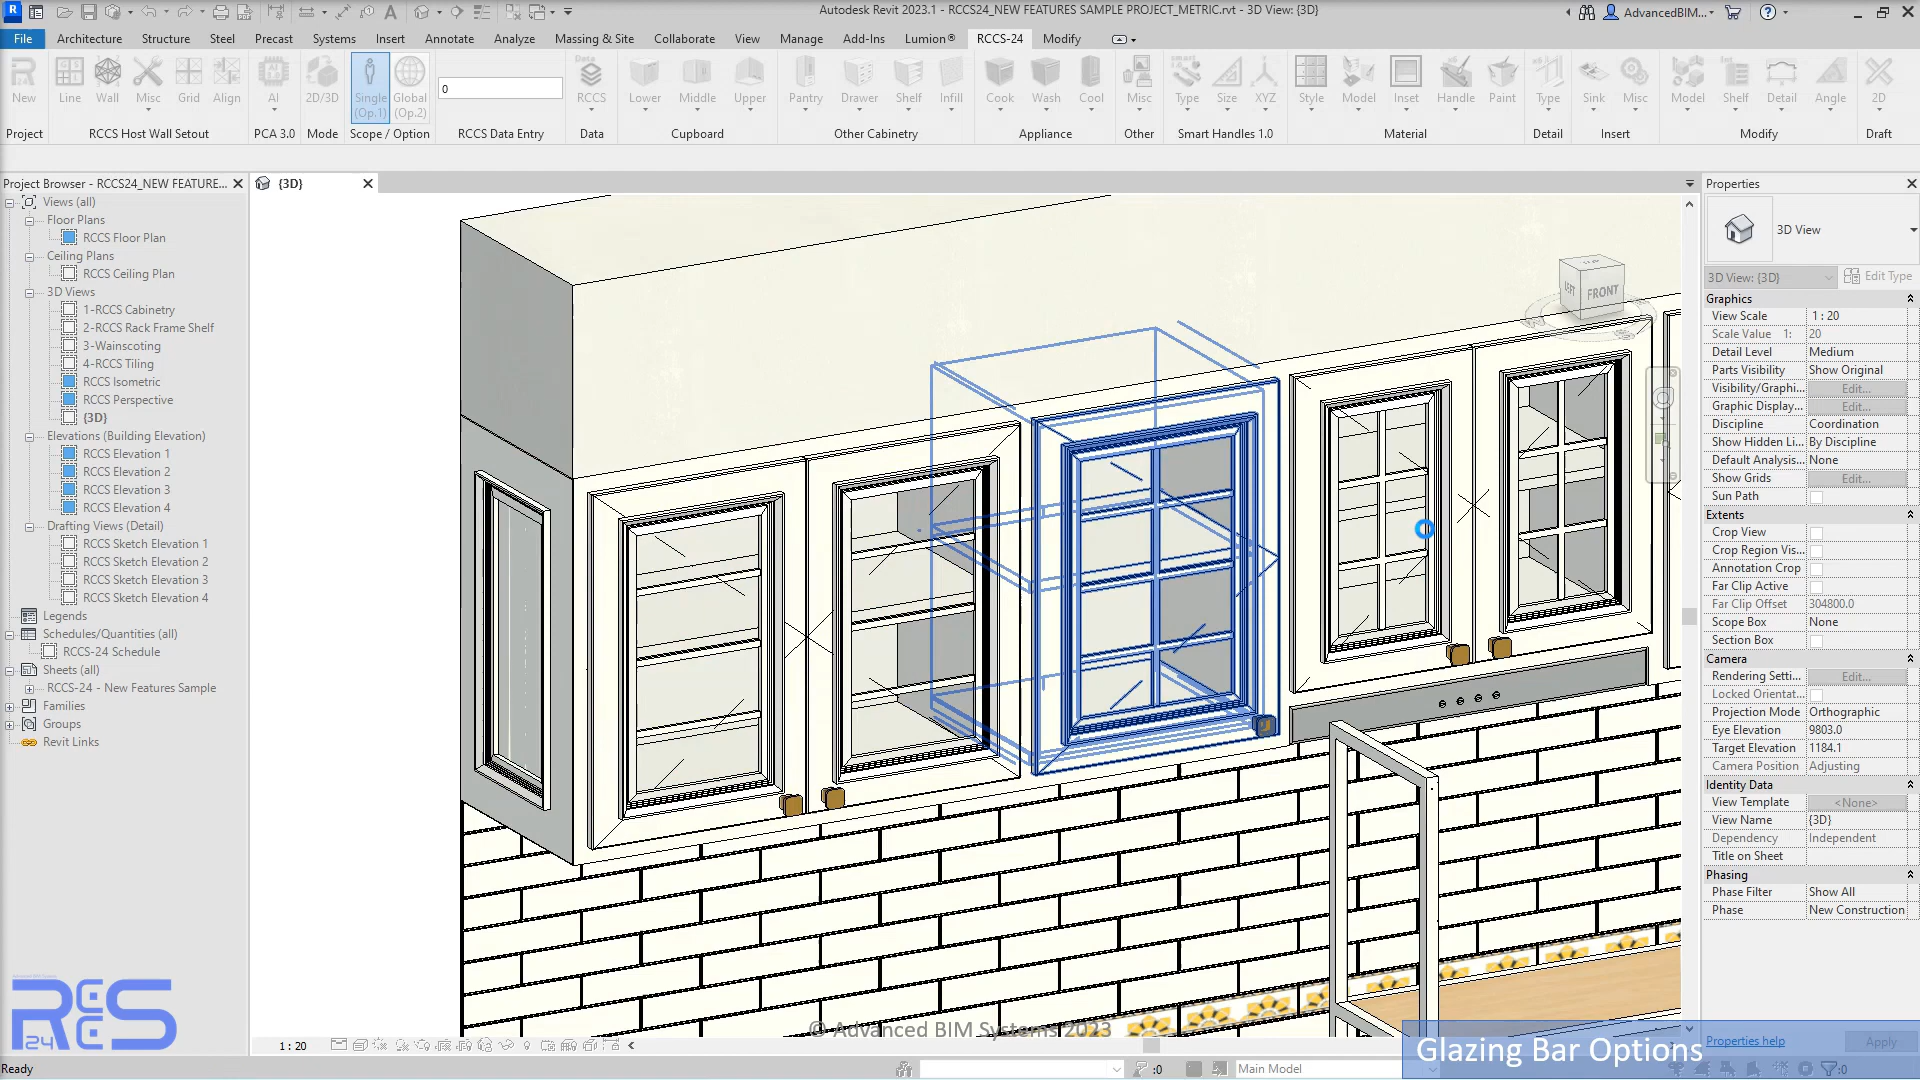 Autodesk Revit 2023.1 - RCCS24_NEW FEATURES SAMPLE PROJECT_METRIC.rvt - 3D View: {3D}
AdvancedBIM...
File Architecture Structure Steel Precast Systems Insert Annotate Analyze Massing & Site Collaborate View Manage Add-Ins Lumion® RCCS-24 Modify
New Line Wall Misc Grid Align AI 2D/3D Single (Op.1) Global (Op.2) 0 Data RCCS Lower Middle Upper Pantry Drawer Shelf Infill Cook Wash Cool Misc Type Size XYZ Style Model Inset Handle Paint Type Sink Misc Model Shelf Detail Angle 2D
Project RCCS Host Wall Setout PCA 3.0 Mode Scope / Option RCCS Data Entry Data Cupboard Other Cabinetry Appliance Other Smart Handles 1.0 Material Detail Insert Modify Draft
Project Browser - RCCS24_NEW FEATURE...
Views (all)
Floor Plans
RCCS Floor Plan
Ceiling Plans
RCCS Ceiling Plan
3D Views
1-RCCS Cabinetry
2-RCCS Rack Frame Shelf
3-Wainscoting
4-RCCS Tiling
RCCS Isometric
RCCS Perspective
{3D}
Elevations (Building Elevation)
RCCS Elevation 1
RCCS Elevation 2
RCCS Elevation 3
RCCS Elevation 4
Drafting Views (Detail)
RCCS Sketch Elevation 1
RCCS Sketch Elevation 2
RCCS Sketch Elevation 3
RCCS Sketch Elevation 4
Legends
Schedules/Quantities (all)
RCCS-24 Schedule
Sheets (all)
RCCS-24 - New Features Sample
Families
Groups
Revit Links
RCCS
24
{3D}
LEFT FRONT
© Advanced BIM Systems 2023
Properties
3D View
3D View: {3D} Edit Type
Graphics
View Scale 1 : 20
Scale Value 1: 20
Detail Level Medium
Parts Visibility Show Original
Visibility/Graphi... Edit...
Graphic Display... Edit...
Discipline Coordination
Show Hidden Li... By Discipline
Default Analysis... None
Show Grids Edit...
Sun Path
Extents
Crop View
Crop Region Vis...
Annotation Crop
Far Clip Active
Far Clip Offset 304800.0
Scope Box None
Section Box
Camera
Rendering Setti... Edit...
Locked Orientat...
Projection Mode Orthographic
Eye Elevation 9803.0
Target Elevation 1184.1
Camera Position Adjusting
Identity Data
View Template <None>
View Name {3D}
Dependency Independent
Title on Sheet
Phasing
Phase Filter Show All
Phase New Construction
Properties help Apply
1 : 20
Glazing Bar Options
Ready :0 Main Model :0